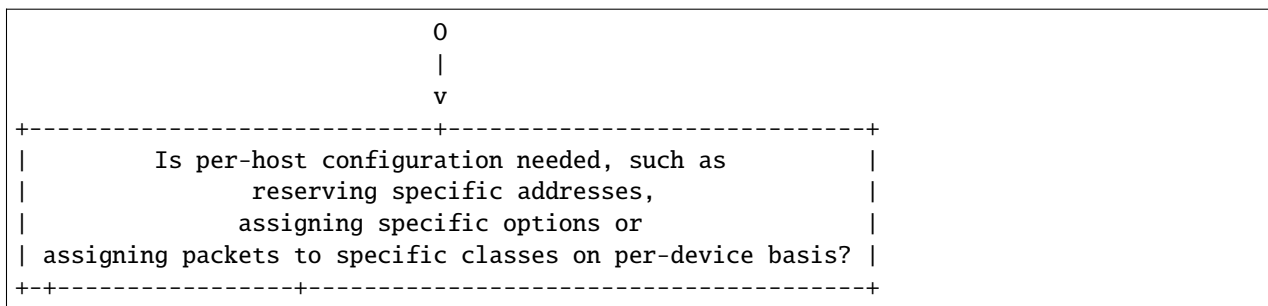 O
                              |
                              v
+-----------------------------+------------------------------+
|         Is per-host configuration needed, such as          |
|                reserving specific addresses,               |
|               assigning specific options or                |
| assigning packets to specific classes on per-device basis? |
+-+-----------------+----------------------------------------+